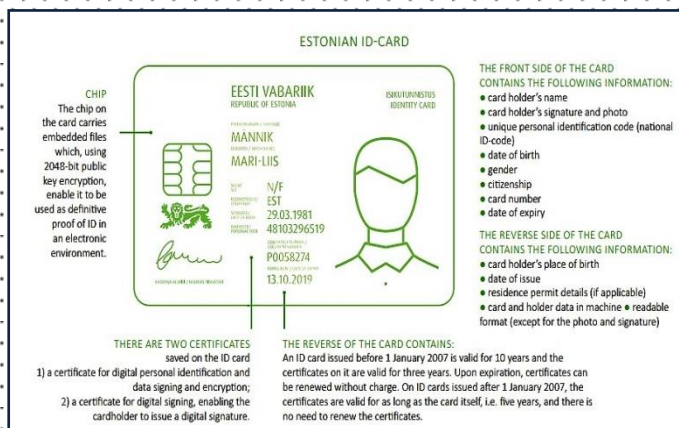 ESTONIAN ID-CARD
CHIP
The chip on
the card carries
embedded files
which, using
2048-bit public
key encryption,
enable it to be
used as definitive
proof of ID in
an electronic
environment.
EESTI VABARIIK
REPUBLIC OF ESTONIA
ISIKUTUNNISTUS
IDENTITY CARD
MÄNNIK
MARI-LIIS
N/F
EST
29.03.1981
48103296519
P0058274
13.10.2019
THE FRONT SIDE OF THE CARD
CONTAINS THE FOLLOWING INFORMATION:
• card holder's name
• card holder's signature and photo
• unique personal identification code (national
ID-code)
• date of birth
• gender
• citizenship
• card number
• date of expiry
THE REVERSE SIDE OF THE CARD
CONTAINS THE FOLLOWING INFORMATION:
• card holder's place of birth
• date of issue
• residence permit details (if applicable)
• card and holder data in machine • readable
format (except for the photo and signature)
THERE ARE TWO CERTIFICATES
saved on the ID card
1) a certificate for digital personal identification and
data signing and encryption;
2) a certificate for digital signing, enabling the
cardholder to issue a digital signature.
THE REVERSE OF THE CARD CONTAINS:
An ID card issued before 1 January 2007 is valid for 10 years and the
certificates on it are valid for three years. Upon expiration, certificates can
be renewed without charge. On ID cards issued after 1 January 2007, the
certificates are valid for as long as the card itself, i.e. five years, and there is
no need to renew the certificates.